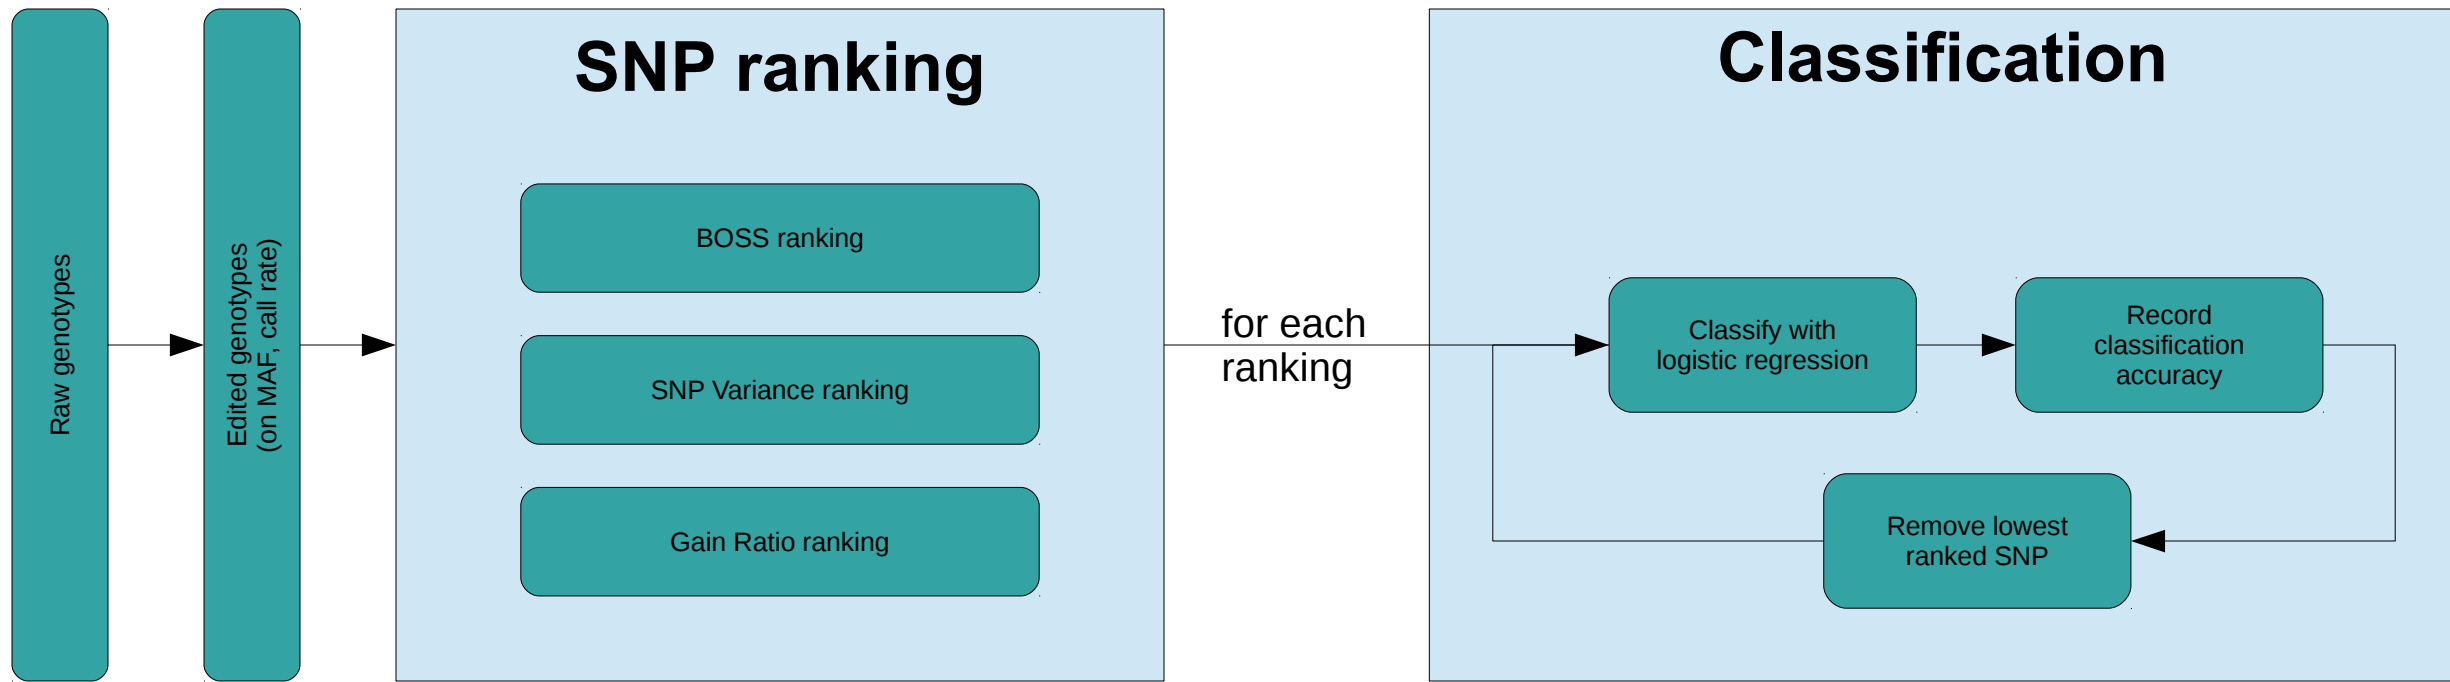 Raw genotypes
Edited genotypes
(on MAF, call rate)
SNP ranking
BOSS ranking
SNP Variance ranking
Gain Ratio ranking
for each
ranking
Classification
Classify with
logistic regression
Record
classification
accuracy
Remove lowest
ranked SNP